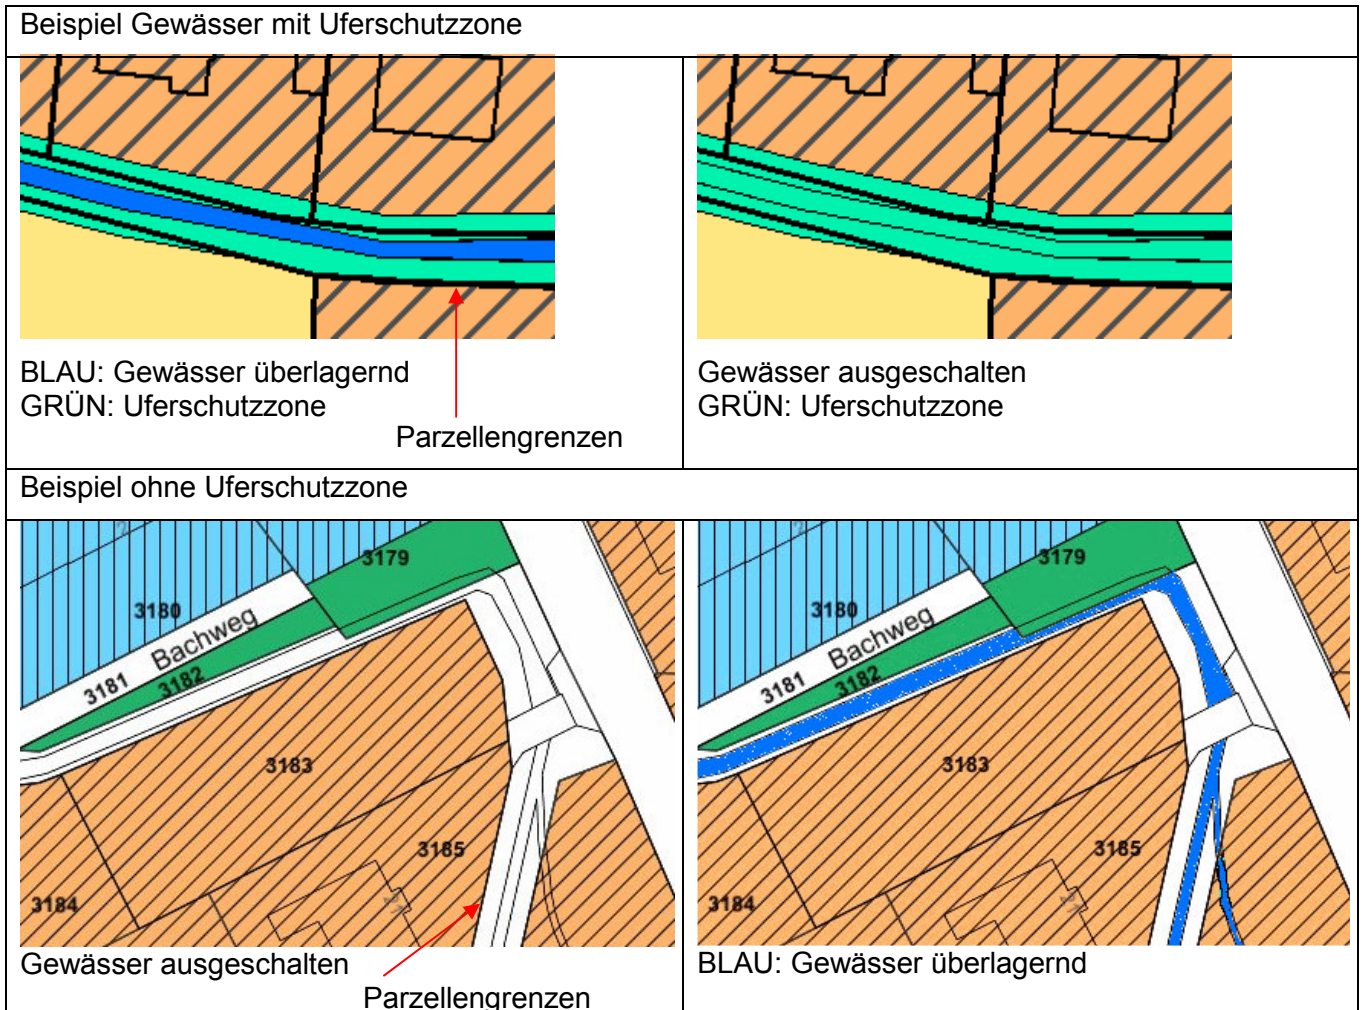 Beispiel Gewässer mit Uferschutzzone
BLAU: Gewässer überlagernd
GRÜN: Uferschutzzone
Parzellengrenzen
Gewässer ausgeschalten
GRÜN: Uferschutzzone
Beispiel ohne Uferschutzzone
3179
3180
Bachweg
3181
3182
3183
3185
3184
21
Gewässer ausgeschalten
Parzellengrenzen
3179
3180
Bachweg
3181
3182
3183
3185
3184
21
BLAU: Gewässer überlagernd